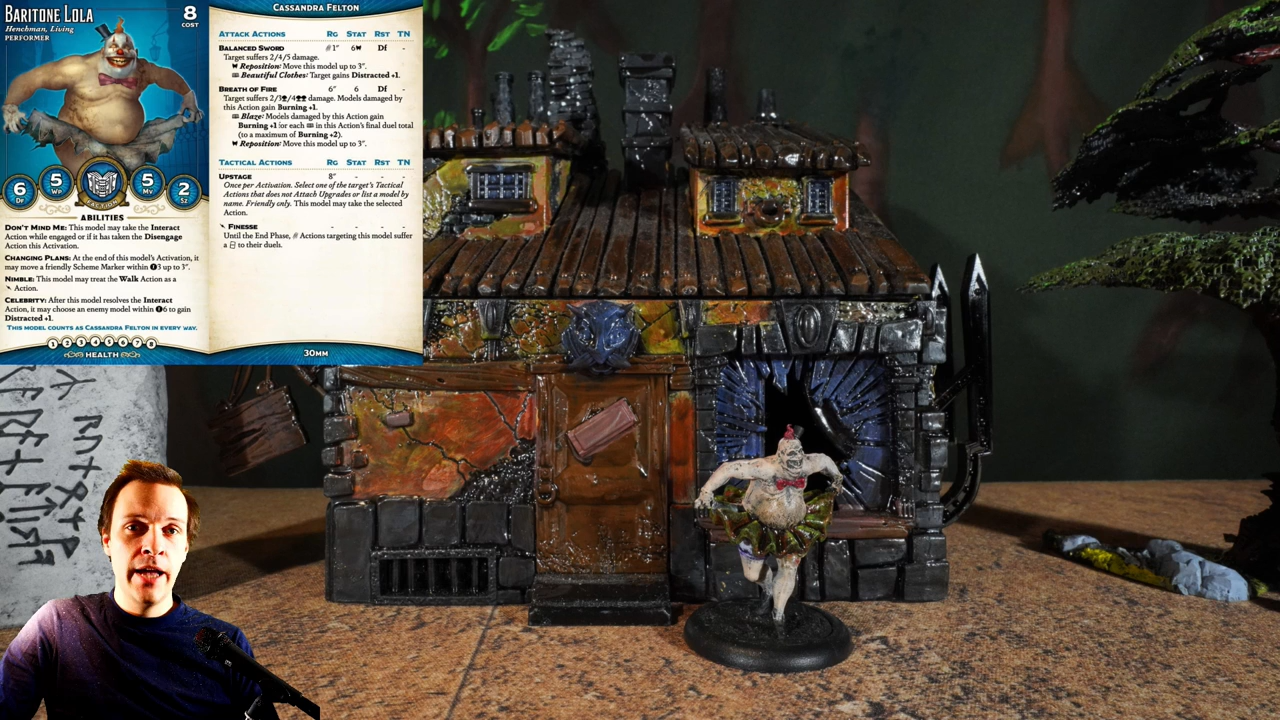 BARITONE LOLA
Henchman, Living
PERFORMER
8
COST
6
DF
5
WP
5
MV
2
SZ
ABILITIES
DON'T MIND ME: This model may take the Interact
Action while engaged or if it has taken the Disengage
Action this Activation.
CHANGING PLANS: At the end of this model's Activation, it
may move a friendly Scheme Marker within 3 up to 3".
NIMBLE: This model may treat the Walk Action as a
Action.
CELEBRITY: After this model resolves the Interact
Action, it may choose an enemy model within 6 to gain
Distracted +1.
THIS MODEL COUNTS AS CASSANDRA FELTON IN EVERY WAY.
1 2 3 4 5 6 7 8
HEALTH
CASSANDRA FELTON
ATTACK ACTIONS RG STAT RST TN
BALANCED SWORD 1" 6 Df -
Target suffers 2/4/5 damage.
Reposition: Move this model up to 3".
Beautiful Clothes: Target gains Distracted +1.
BREATH OF FIRE 6" 6 Df -
Target suffers 2/3/4 damage. Models damaged by
this Action gain Burning +1.
Blaze: Models damaged by this Action gain
Burning +1 for each in this Action's final duel total
(to a maximum of Burning +2).
Reposition: Move this model up to 3".
TACTICAL ACTIONS RG STAT RST TN
UPSTAGE 8" - - -
Once per Activation. Select one of the target's Tactical
Actions that does not Attach Upgrades or list a model by
name. Friendly only. This model may take the selected
Action.
FINESSE - - - -
Until the End Phase, Actions targeting this model suffer
a to their duels.
30MM